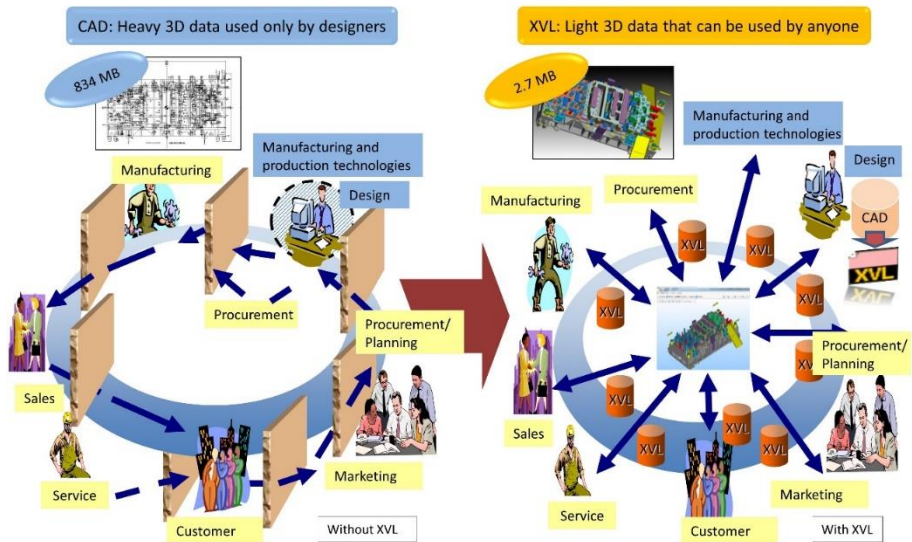 CAD: Heavy 3D data used only by designers
834 MB
Manufacturing and
production technologies
Manufacturing
Design
Procurement
Procurement/
Planning
Sales
Marketing
Service
Customer
Without XVL
XVL: Light 3D data that can be used by anyone
2.7 MB
Manufacturing and
production technologies
Design
Procurement
Manufacturing
CAD
XVL
XVL
XVL
XVL
XVL
XVL
Procurement/
Planning
XVL
XVL
XVL
XVL
Sales
XVL
Marketing
Service
Customer
With XVL